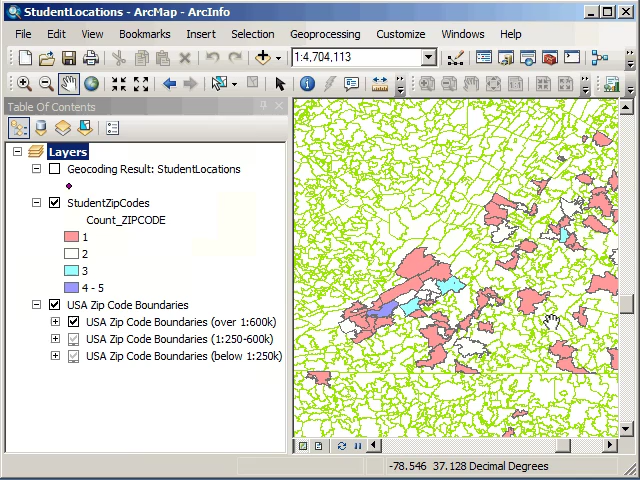 StudentLocations - ArcMap - ArcInfo
File Edit View Bookmarks Insert Selection Geoprocessing Customize Windows Help
1:4,704,113
Table Of Contents
Layers
Geocoding Result: StudentLocations
StudentZipCodes
Count_ZIPCODE
1
2
3
4 - 5
USA Zip Code Boundaries
USA Zip Code Boundaries (over 1:600k)
USA Zip Code Boundaries (1:250-600k)
USA Zip Code Boundaries (below 1:250k)
-78.546 37.128 Decimal Degrees